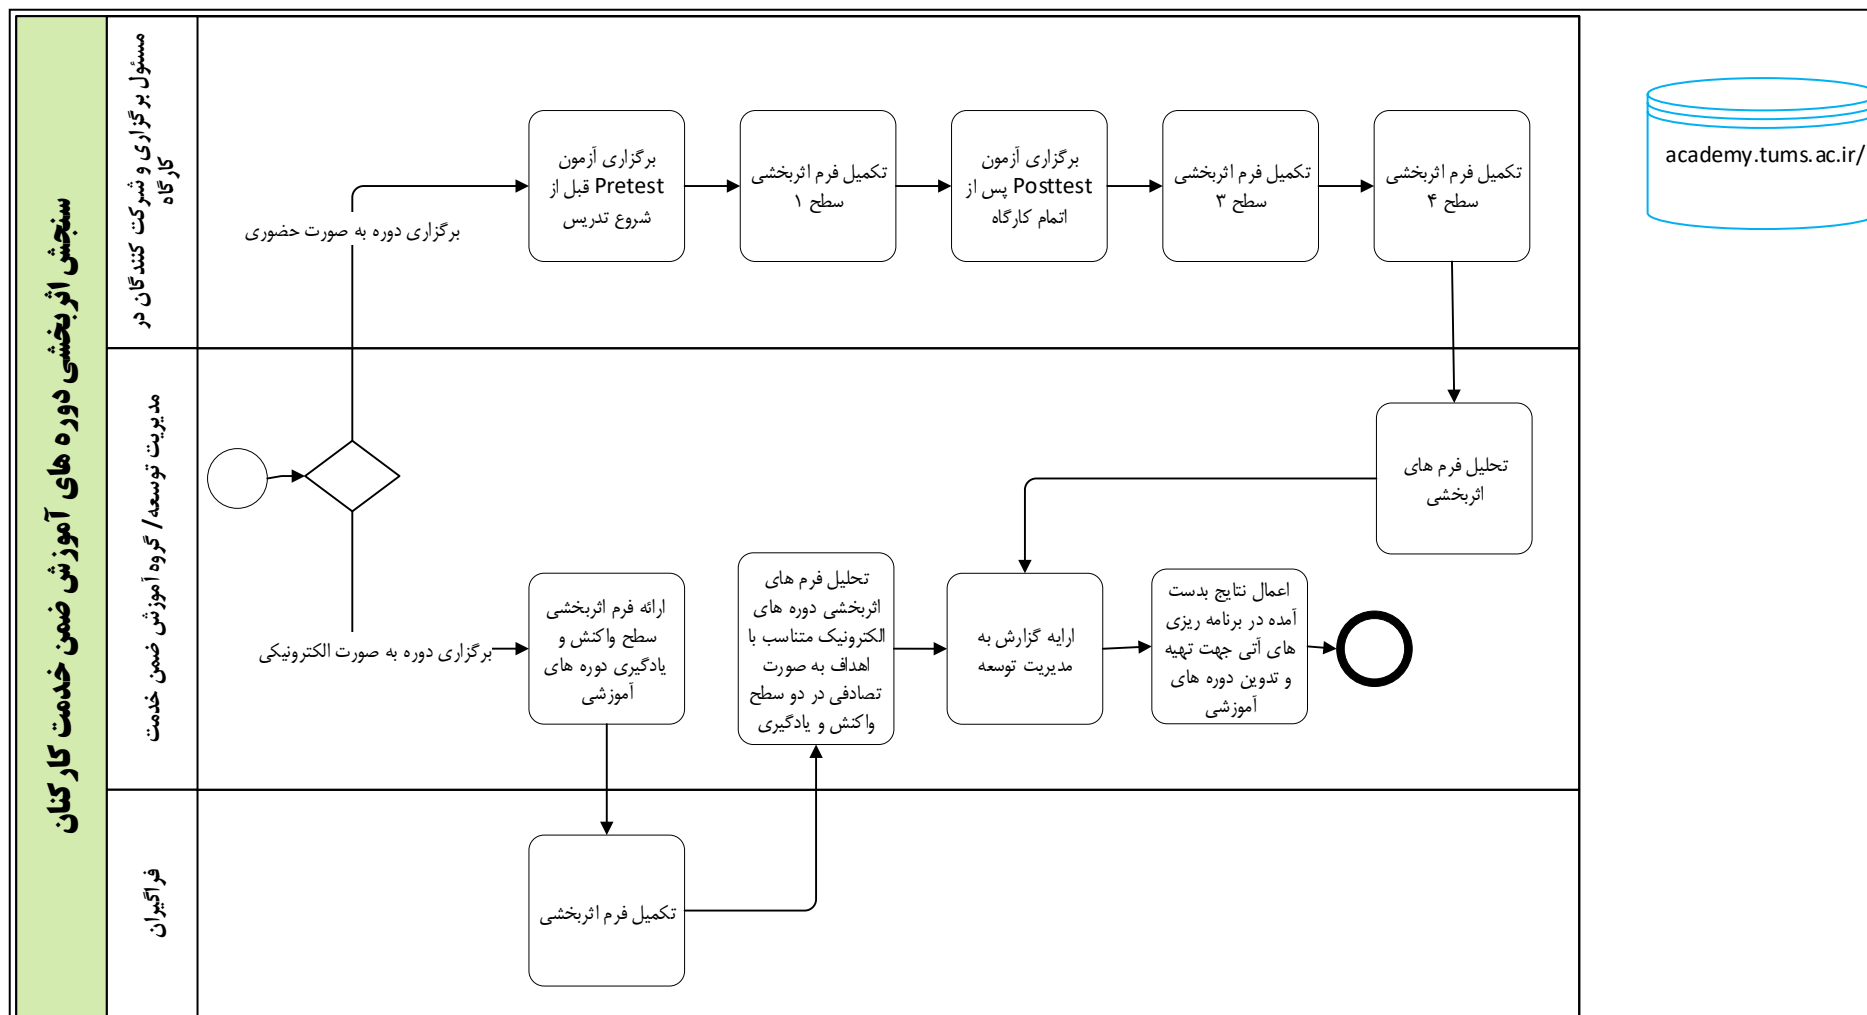 سنجش اثربخشی دوره های آموزش ضمن خدمت کارکنان
مسئول برگزاری و شرکت کنندگان در
کارگاه
برگزاری دوره به صورت حضوری
برگزاری آزمون
Pretest قبل از
شروع تدریس
تکمیل فرم اثربخشی
سطح ۱
برگزاری آزمون
Posttest پس از
اتمام کارگاه
تکمیل فرم اثربخشی
سطح ۳
تکمیل فرم اثربخشی
سطح ۴
academy.tums.ac.ir/
مدیریت توسعه/ گروه آموزش ضمن خدمت
تحلیل فرم های
اثربخشی
برگزاری دوره به صورت الکترونیکی
ارائه فرم اثربخشی
سطح واکنش و
یادگیری دوره های
آموزشی
تحلیل فرم های
اثربخشی دوره های
الکترونیک متناسب با
اهداف به صورت
تصادفی در دو سطح
واکنش و یادگیری
ارایه گزارش به
مدیریت توسعه
اعمال نتایج بدست
آمده در برنامه ریزی
های آتی جهت تهیه
و تدوین دوره های
آموزشی
فراگیران
تکمیل فرم اثربخشی